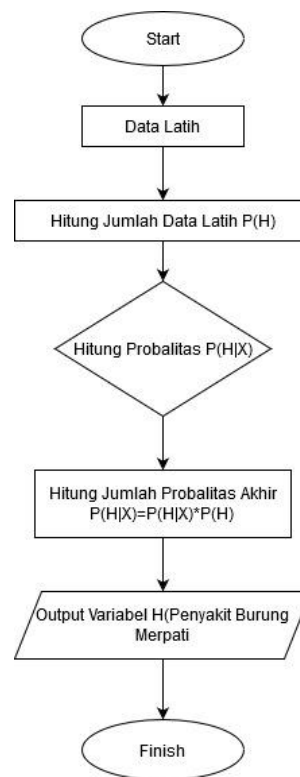 Start
Data Latih
Hitung Jumlah Data Latih P(H)
Hitung Probalitas P(H|X)
Hitung Jumlah Probalitas Akhir
P(H|X)=P(H|X)*P(H)
Output Variabel H(Penyakit Burung
Merpati
Finish